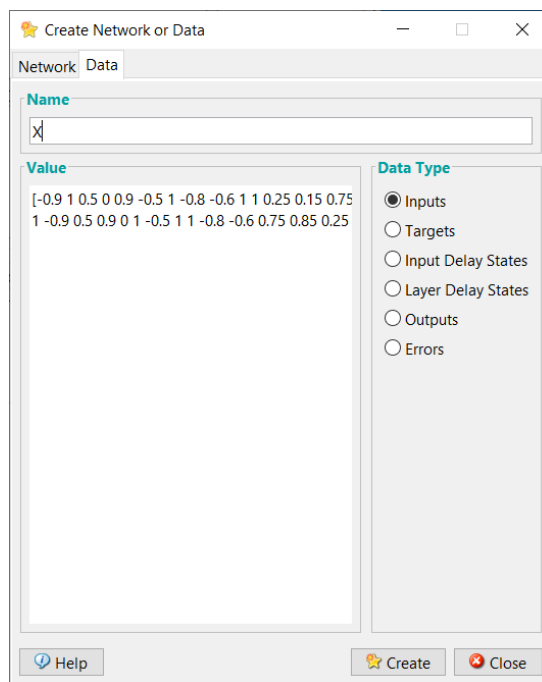 Create Network or Data
Network Data
Name
X
Value
[-0.9 1 0.5 0 0.9 -0.5 1 -0.8 -0.6 1 1 0.25 0.15 0.75
1 -0.9 0.5 0.9 0 1 -0.5 1 1 -0.8 -0.6 0.75 0.85 0.25
Data Type
Inputs
Targets
Input Delay States
Layer Delay States
Outputs
Errors
Help
Create
Close